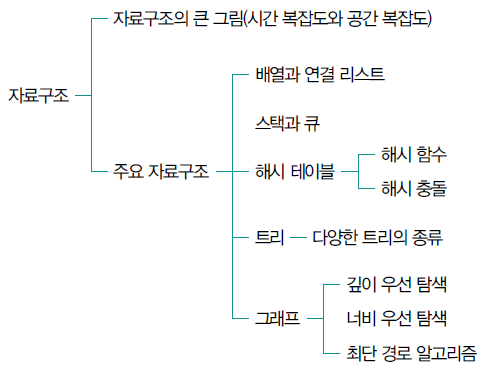 자료구조의 큰 그림(시간 복잡도와 공간 복잡도)
배열과 연결 리스트
자료구조
스택과 큐
해시 함수
주요 자료구조
해시 테이블
해시 충돌
트리
다양한 트리의 종류
깊이 우선 탐색
그래프
너비 우선 탐색
최단 경로 알고리즘